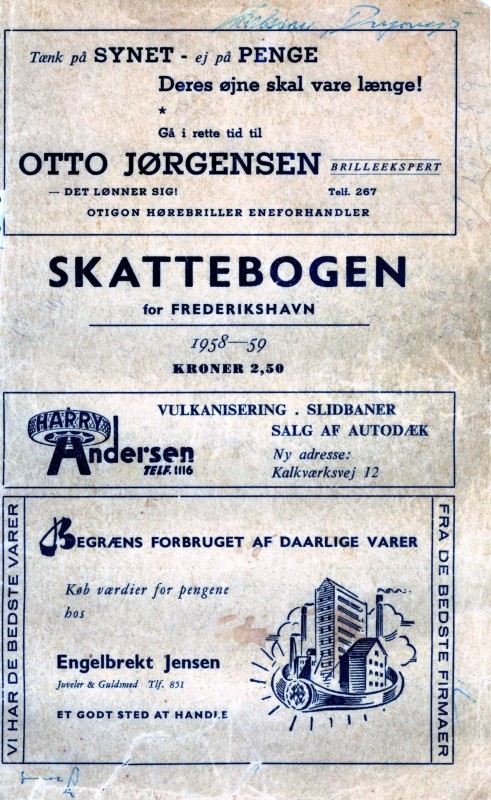 Tænk på SYNET - ej på PENGE
Deres øjne skal vare længe!
★
Gå i rette tid til
OTTO JØRGENSEN BRILLEEKSPERT
— DET LØNNER SIG! Telf. 267
OTIGON HØREBRILLER ENEFORHANDLER
SKATTEBOGEN
for FREDERIKSHAVN
1958—59
KRONER 2,50
HARRY
Andersen
TELF. 1116
VULKANISERING . SLIDBANER
SALG AF AUTODÆK
Ny adresse:
Kalkværksvej 12
VI HAR DE BEDSTE VARER
BEGRÆNS FORBRUGET AF DAARLIGE VARER
Køb værdier for pengene
hos
Engelbrekt Jensen
Juveler & Guldsmed Tlf. 851
ET GODT STED AT HANDLE
FRA DE BEDSTE FIRMAER